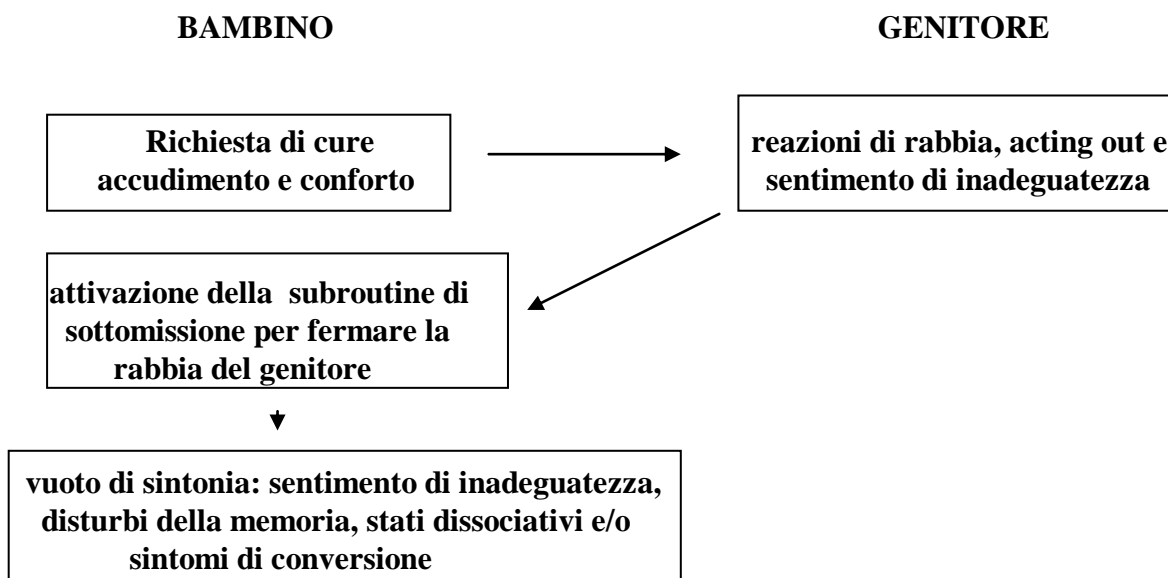 BAMBINO
GENITORE
Richiesta di cure
accudimento e conforto
reazioni di rabbia, acting out e
sentimento di inadeguatezza
attivazione della subroutine di
sottomissione per fermare la
rabbia del genitore
vuoto di sintonia: sentimento di inadeguatezza,
disturbi della memoria, stati dissociativi e/o
sintomi di conversione